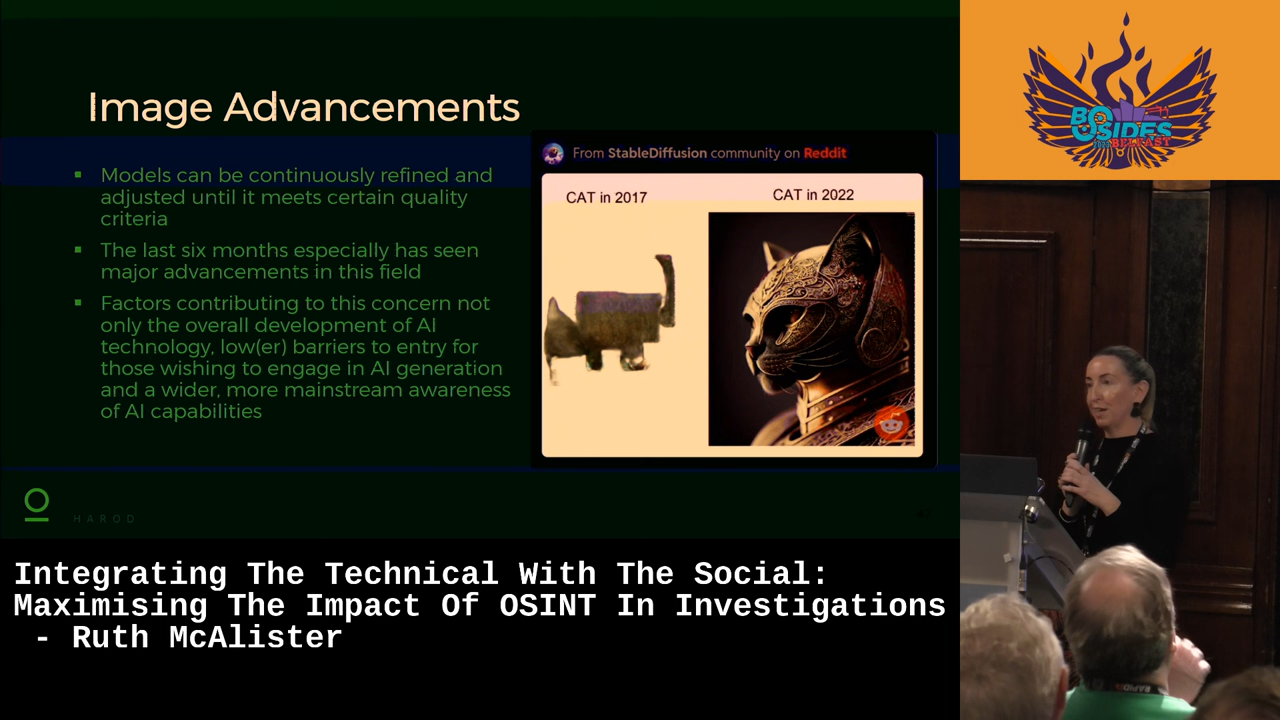 Image Advancements
▪ Models can be continuously refined and
adjusted until it meets certain quality
criteria
▪ The last six months especially has seen
major advancements in this field
▪ Factors contributing to this concern not
only the overall development of AI
technology, low(er) barriers to entry for
those wishing to engage in AI generation
and a wider, more mainstream awareness
of AI capabilities
From StableDiffusion community on Reddit
CAT in 2017
CAT in 2022
HAROD
BSIDES
BELFAST
Integrating The Technical With The Social:
Maximising The Impact Of OSINT In Investigations
- Ruth McAlister